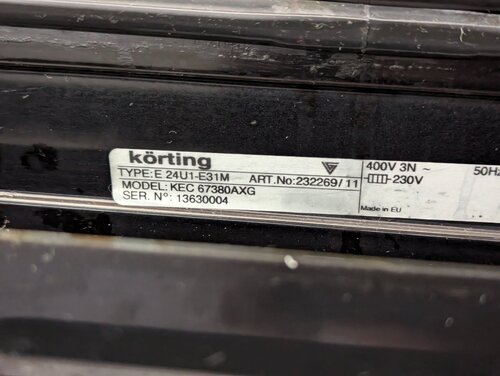 körting
TYPE: E 24U1-E31M ART.No:232269/11
MODEL: KEC 67380AXG
SER. N°: 13630004
400V 3N ~ 50Hz
-230V
Made in EU